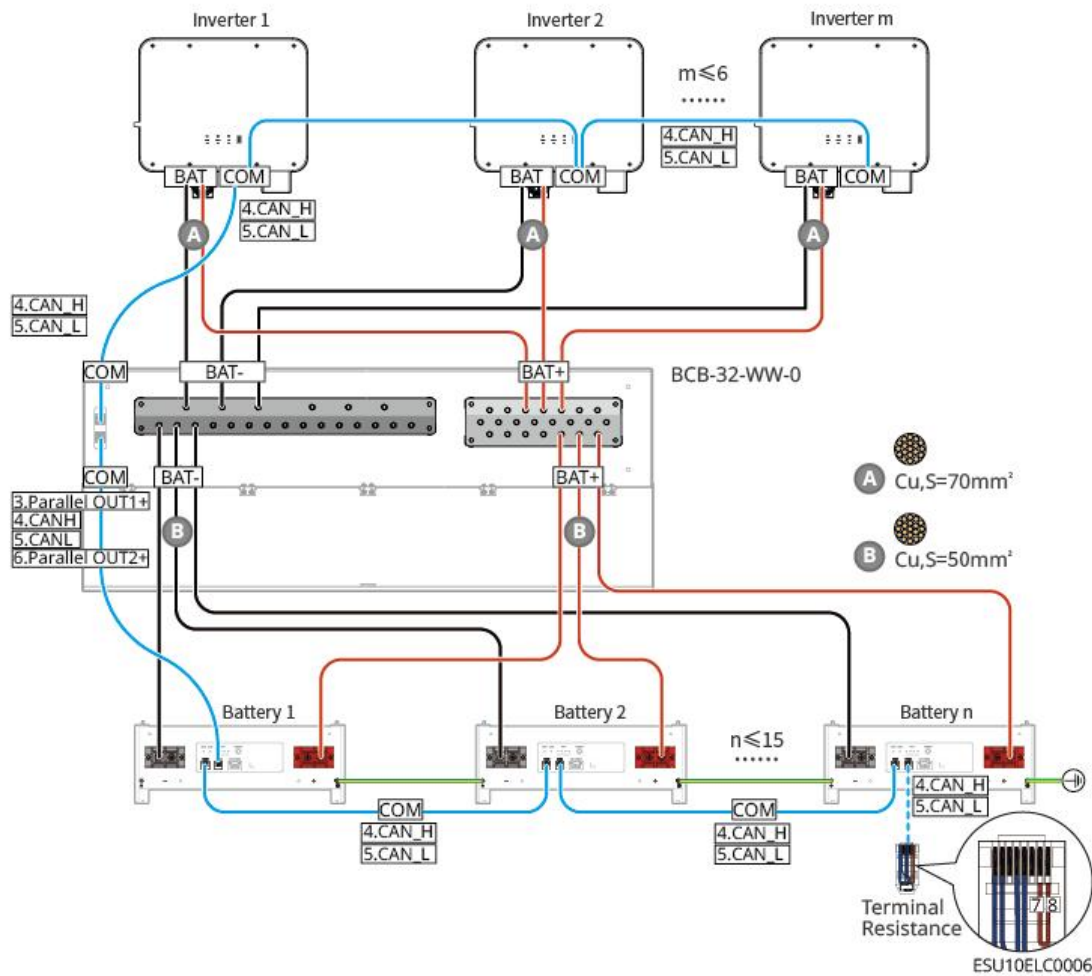 Inverter 1
Inverter 2
Inverter m
m≤6
......
4.CAN_H
5.CAN_L
BAT
COM
BAT
COM
BAT
COM
4.CAN_H
5.CAN_L
A
A
A
4.CAN_H
5.CAN_L
COM
BAT-
BAT+
BCB-32-WW-0
COM
BAT-
BAT+
A
Cu,S=70mm²
3.Parallel OUT1+
4.CANH
5.CANL
6.Parallel OUT2+
B
B
B
Cu,S=50mm²
Battery 1
Battery 2
Battery n
n≤15
......
- +
- +
- +
COM
4.CAN_H
5.CAN_L
COM
4.CAN_H
5.CAN_L
4.CAN_H
5.CAN_L
Terminal
Resistance
7 8
ESU10ELC0006